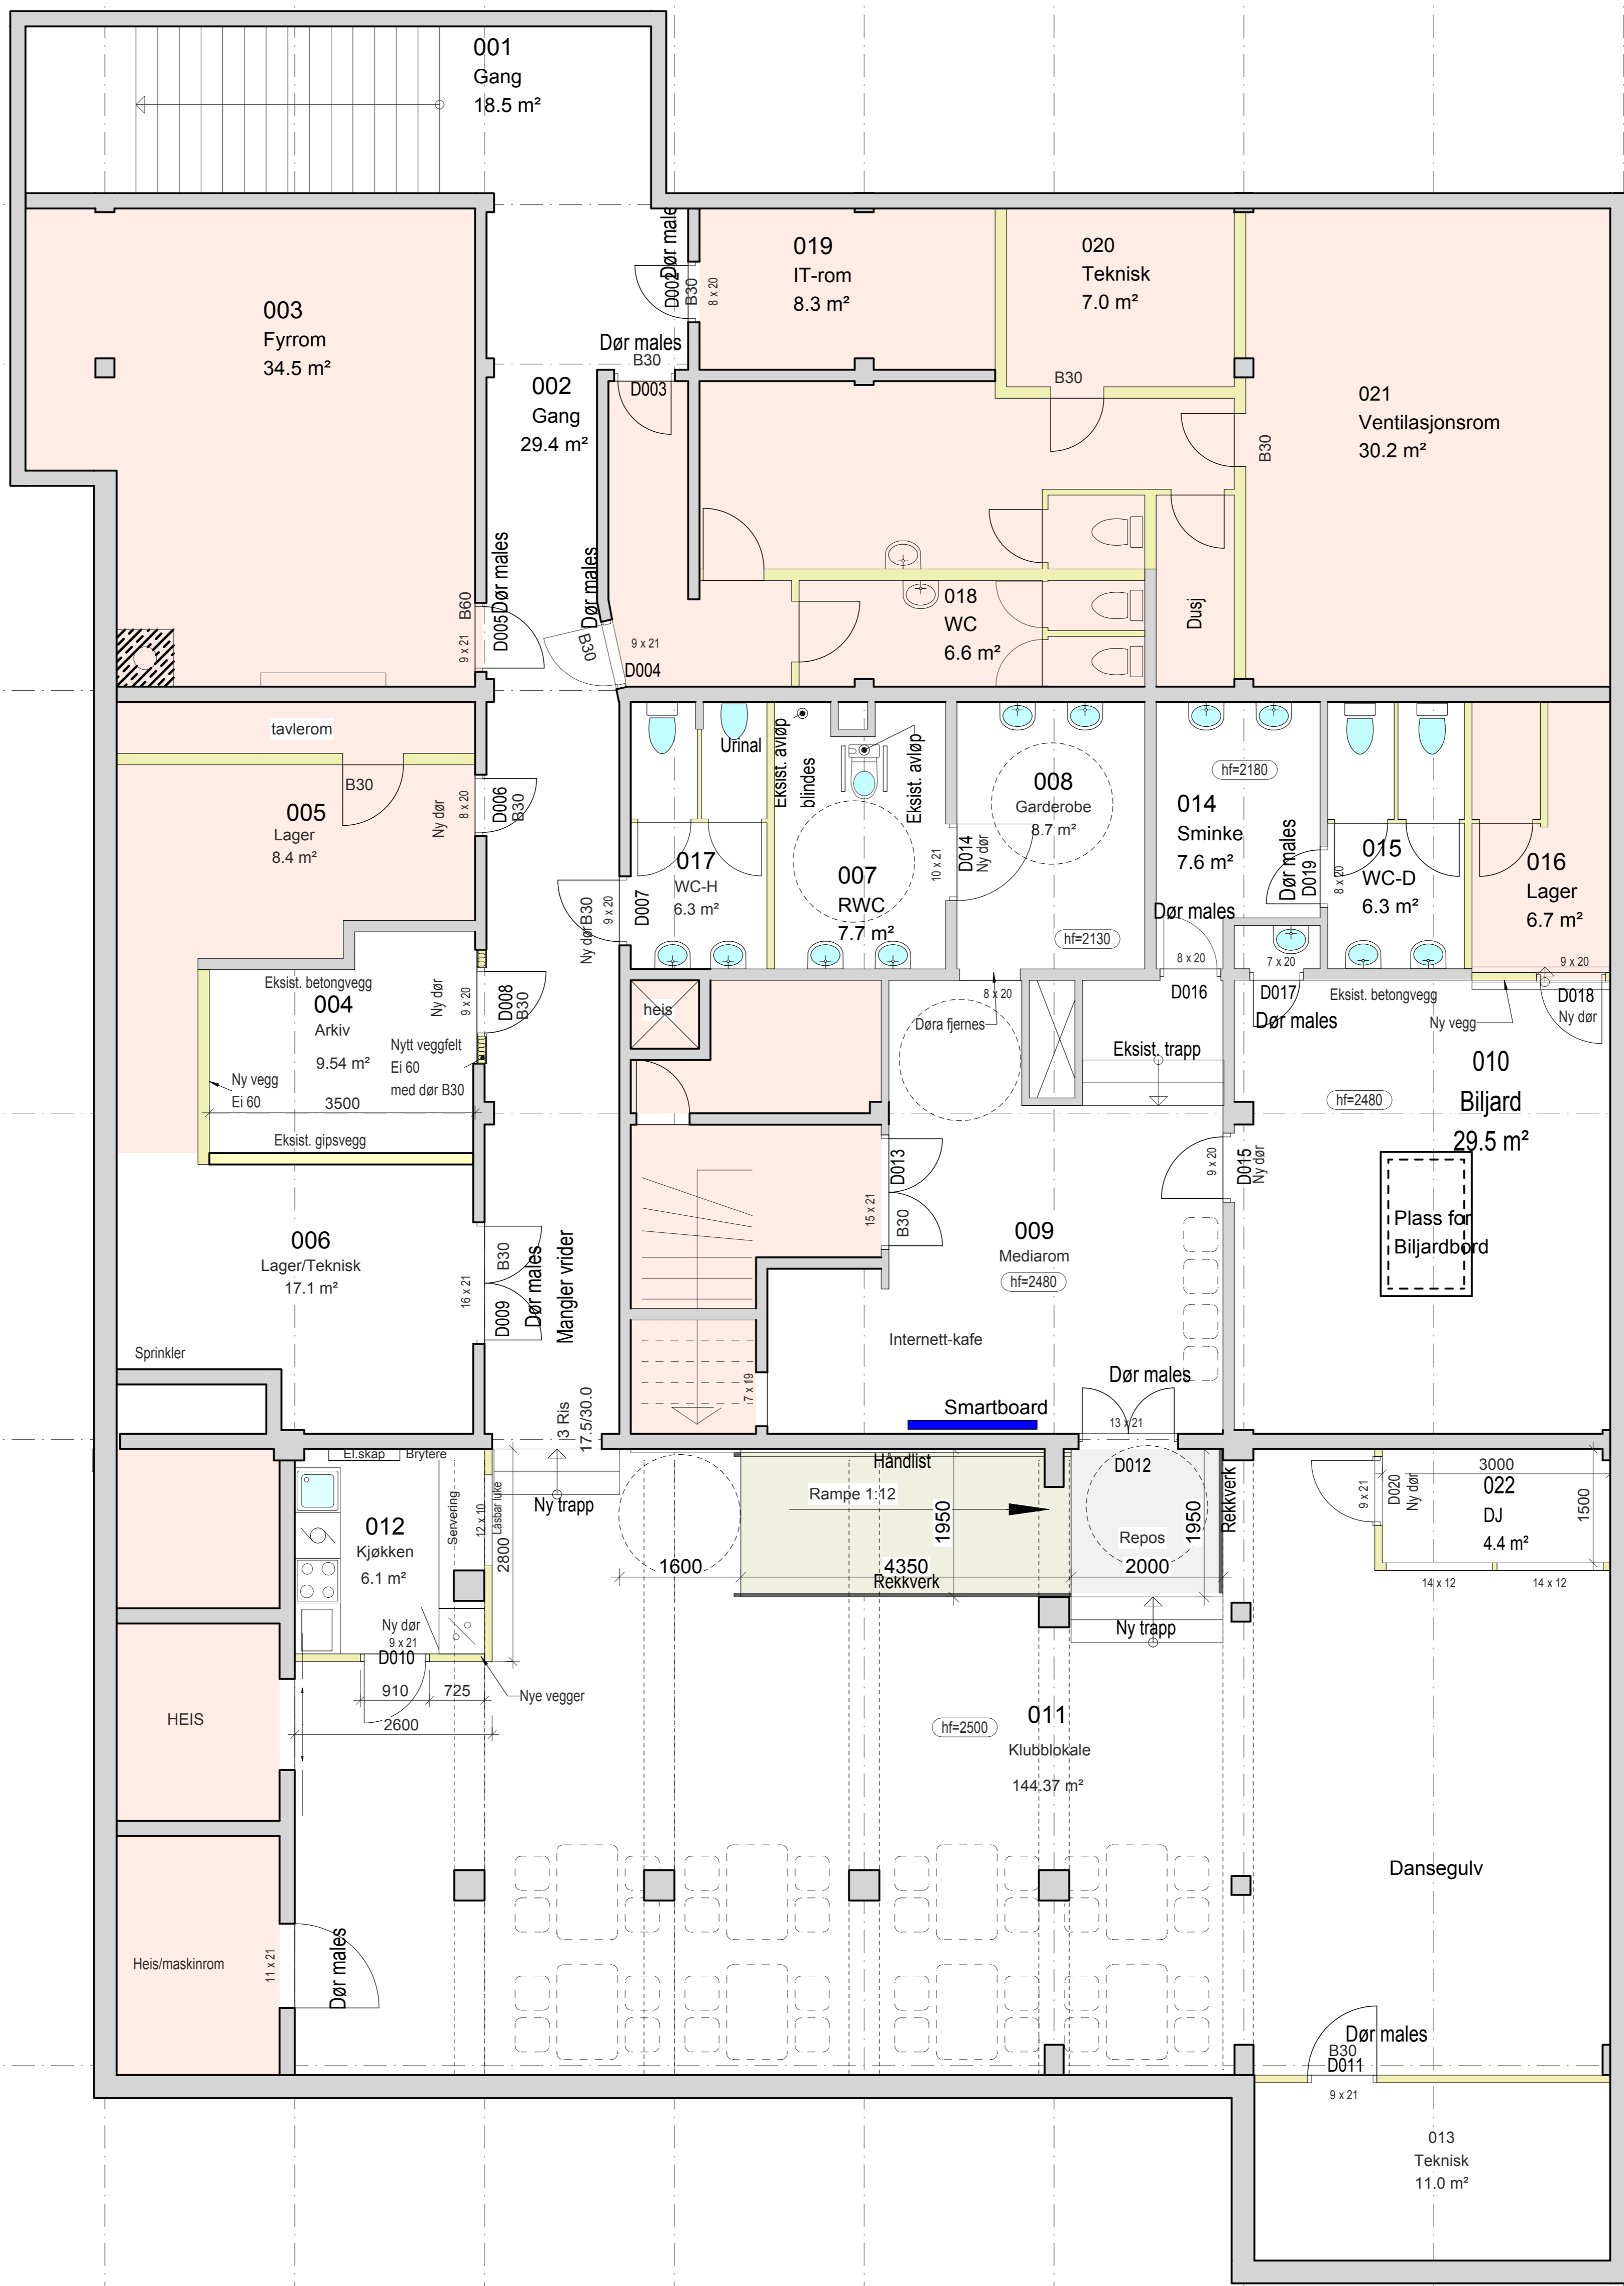 001
Gang
18.5 m²
003
Fyrrom
34.5 m²
002
Gang
29.4 m²
Dør male
D002
B30
8 x 20
Dør males
B30
D003
019
IT-rom
8.3 m²
020
Teknisk
7.0 m²
B30
021
Ventilasjonsrom
30.2 m²
B30
B60
9 x 21
D005
Dør males
Dør males
B30
9 x 21
D004
018
WC
6.6 m²
Dusj
tavlerom
B30
005
Lager
8.4 m²
Ny dør
8 x 20
D006
B30
Urinal
017
WC-H
6.3 m²
Ny dør
B30
9 x 20
D007
Eksist. avløp
blindes
Eksist. avløp
007
RWC
7.7 m²
10 x 21
D014
Ny dør
008
Garderobe
8.7 m²
hf=2130
hf=2180
014
Sminke
7.6 m²
Dør males
D019
8 x 20
Dør males
8 x 20
D016
015
WC-D
6.3 m²
016
Lager
6.7 m²
7 x 20
D017
Dør males
9 x 20
D018
Ny dør
Eksist. betongvegg
Ny vegg
Eksist. betongvegg
004
Arkiv
9.54 m²
Ny dør
9 x 20
D008
B30
Nytt veggfelt
Ei 60
med dør B30
Ny vegg
Ei 60
3500
Eksist. gipsvegg
heis
8 x 20
Døra fjernes
Eksist. trapp
010
Biljard
29.5 m²
hf=2480
Plass for
Biljardbord
9 x 20
D015
Ny dør
D013
15 x 21
B30
009
Mediarom
hf=2480
Internett-kafe
006
Lager/Teknisk
17.1 m²
16 x 21
B30
D009
Dør males
Mangler vrider
Sprinkler
7 x 19
Dør males
Smartboard
13 x 21
D012
3 Ris
17.5/30.0
Ny trapp
El.skap
Brytere
Servering
12 x 10
Låsbar luke
2800
012
Kjøkken
6.1 m²
Ny dør
9 x 21
D010
910
725
2600
Nye vegger
Håndlist
Rampe 1:12
1950
1600
4350
Rekkverk
Repos
2000
1950
Rekkverk
Ny trapp
9 x 21
D020
Ny dør
3000
022
DJ
4.4 m²
1500
14 x 12
14 x 12
HEIS
hf=2500
011
Klubblokale
144.37 m²
Dansegulv
Heis/maskinrom
11 x 21
Dør males
Dør males
B30
D011
9 x 21
013
Teknisk
11.0 m²